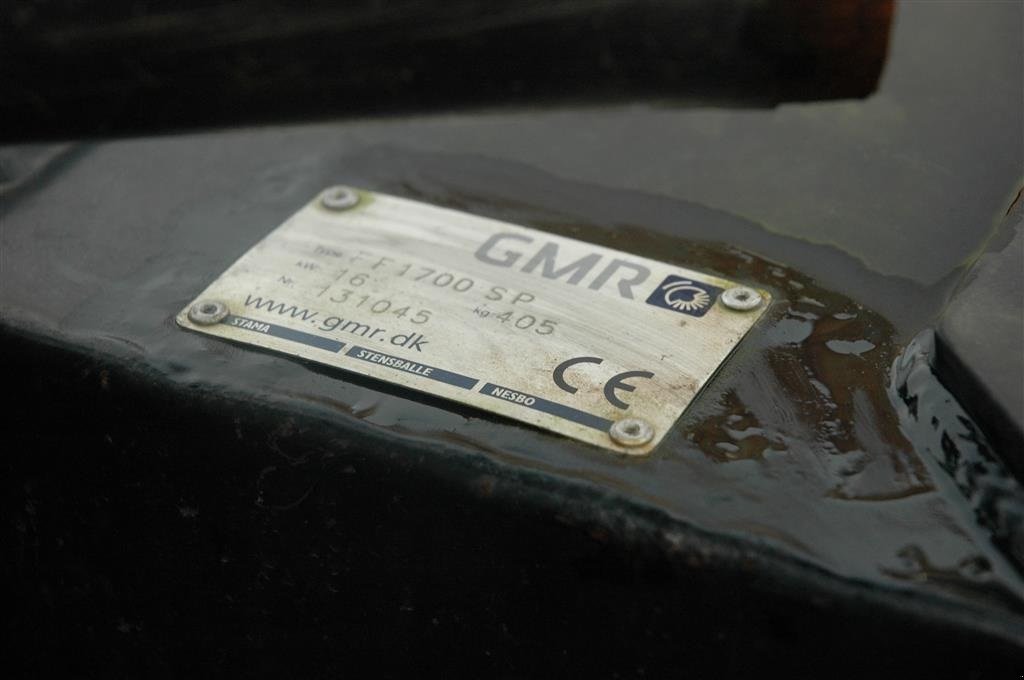 GMR
Type FF1700 SP
kW 16 kg 405
Nr. 131045
www.gmr.dk
CE
STAMA STENSBALLE NESBO